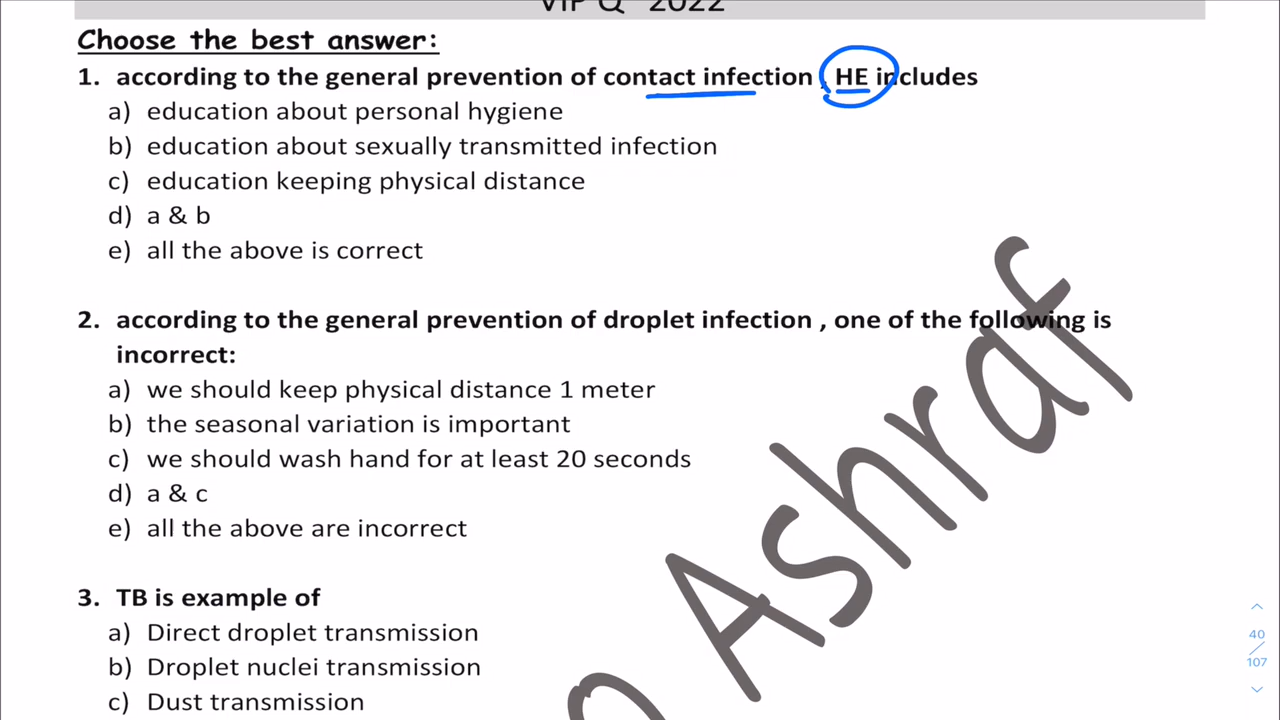 VIP Q 2022
Choose the best answer:
1. according to the general prevention of contact infection , HE includes
a) education about personal hygiene
b) education about sexually transmitted infection
c) education keeping physical distance
d) a & b
e) all the above is correct
2. according to the general prevention of droplet infection , one of the following is
incorrect:
a) we should keep physical distance 1 meter
b) the seasonal variation is important
c) we should wash hand for at least 20 seconds
d) a & c
e) all the above are incorrect
3. TB is example of
a) Direct droplet transmission
b) Droplet nuclei transmission
c) Dust transmission
Ashraf
40
107